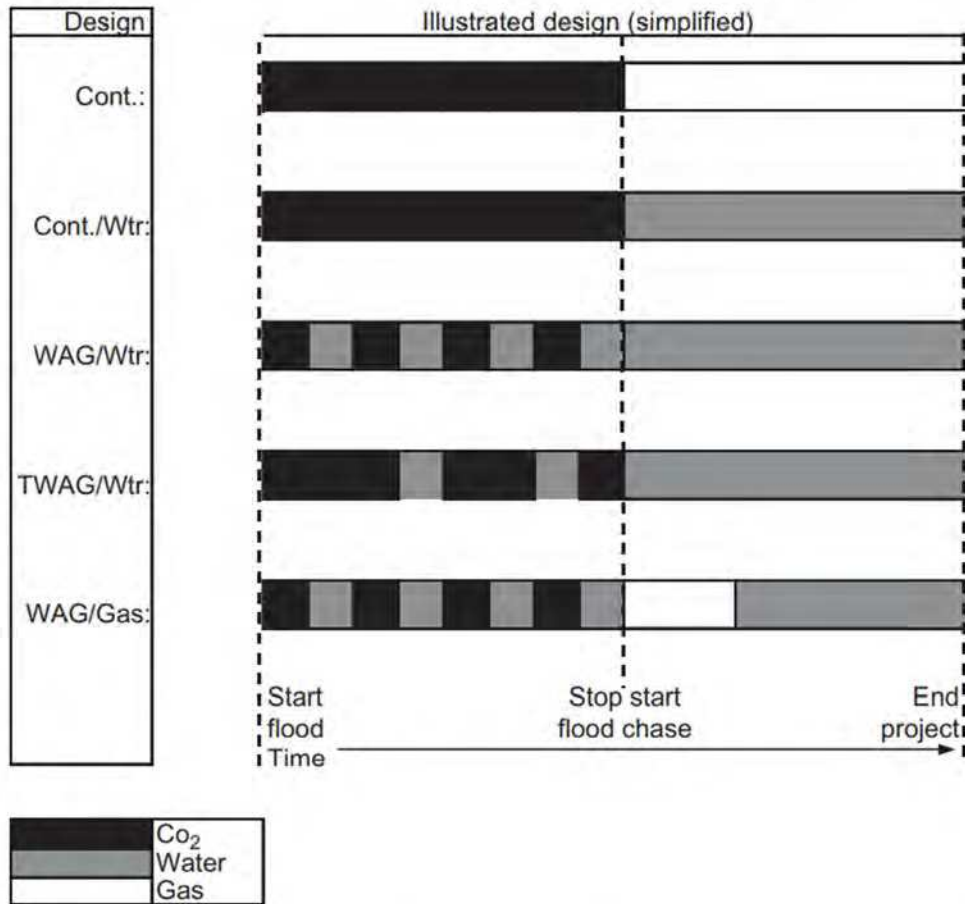 Design
Illustrated design (simplified)
Cont.:
Cont./Wtr:
WAG/Wtr:
TWAG/Wtr:
WAG/Gas:
Start
flood
Time
Stop start
flood chase
End
project
Co₂
Water
Gas